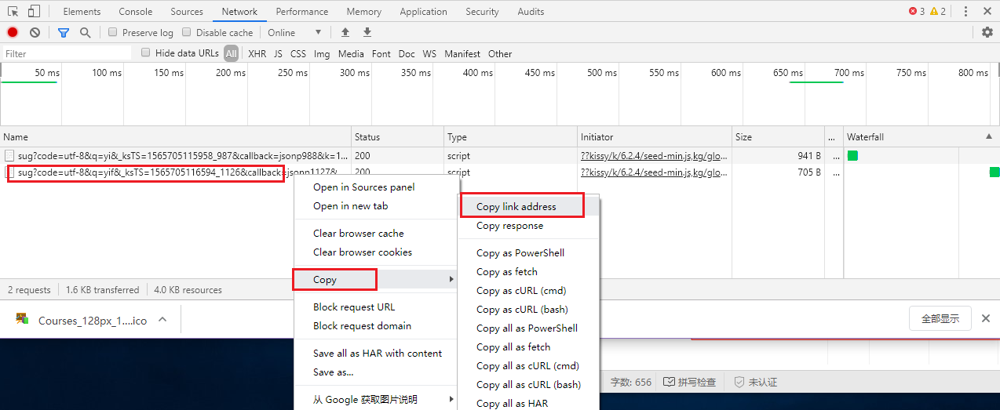 Elements Console Sources Network Performance Memory Application Security Audits 3 2
Preserve log Disable cache Online
Filter Hide data URLs All XHR JS CSS Img Media Font Doc WS Manifest Other
50 ms 100 ms 150 ms 200 ms 250 ms 300 ms 350 ms 400 ms 450 ms 500 ms 550 ms 600 ms 650 ms 700 ms 750 ms 800 ms
Name Status Type Initiator Size ... Waterfall
sug?code=utf-8&q=yi&_ksTS=1565705115958_987&callback=jsonp988&k=1... 200 script ??kissy/k/6.2.4/seed-min.js,kg/glo... 941 B ...
sug?code=utf-8&q=yif&_ksTS=1565705116594_1126&callback=jsonp1127& 200 script ??kissy/k/6.2.4/seed-min.js,kg/glo... 705 B ...
Open in Sources panel
Open in new tab
Clear browser cache
Clear browser cookies
Copy
Block request URL
Block request domain
Save all as HAR with content
Save as...
从 Google 获取图片说明
Copy link address
Copy response
Copy as PowerShell
Copy as fetch
Copy as cURL (cmd)
Copy as cURL (bash)
Copy all as PowerShell
Copy all as fetch
Copy all as cURL (cmd)
Copy all as cURL (bash)
Copy all as HAR
2 requests 1.6 KB transferred 4.0 KB resources
Courses_128px_1....ico
全部显示
字数: 656 拼写检查 未认证